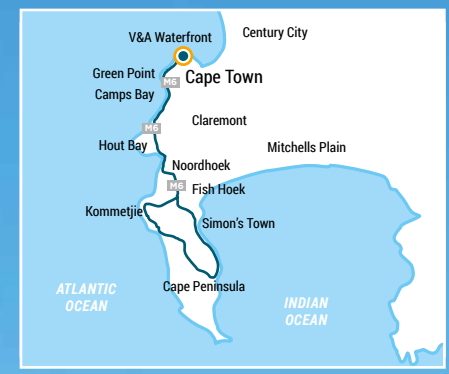 V&A Waterfront
Century City
Green Point
Cape Town
M6
Camps Bay
Claremont
M6
Hout Bay
Mitchells Plain
Noordhoek
M6
Fish Hoek
Kommetjie
Simon's Town
Cape Peninsula
ATLANTIC
OCEAN
INDIAN
OCEAN